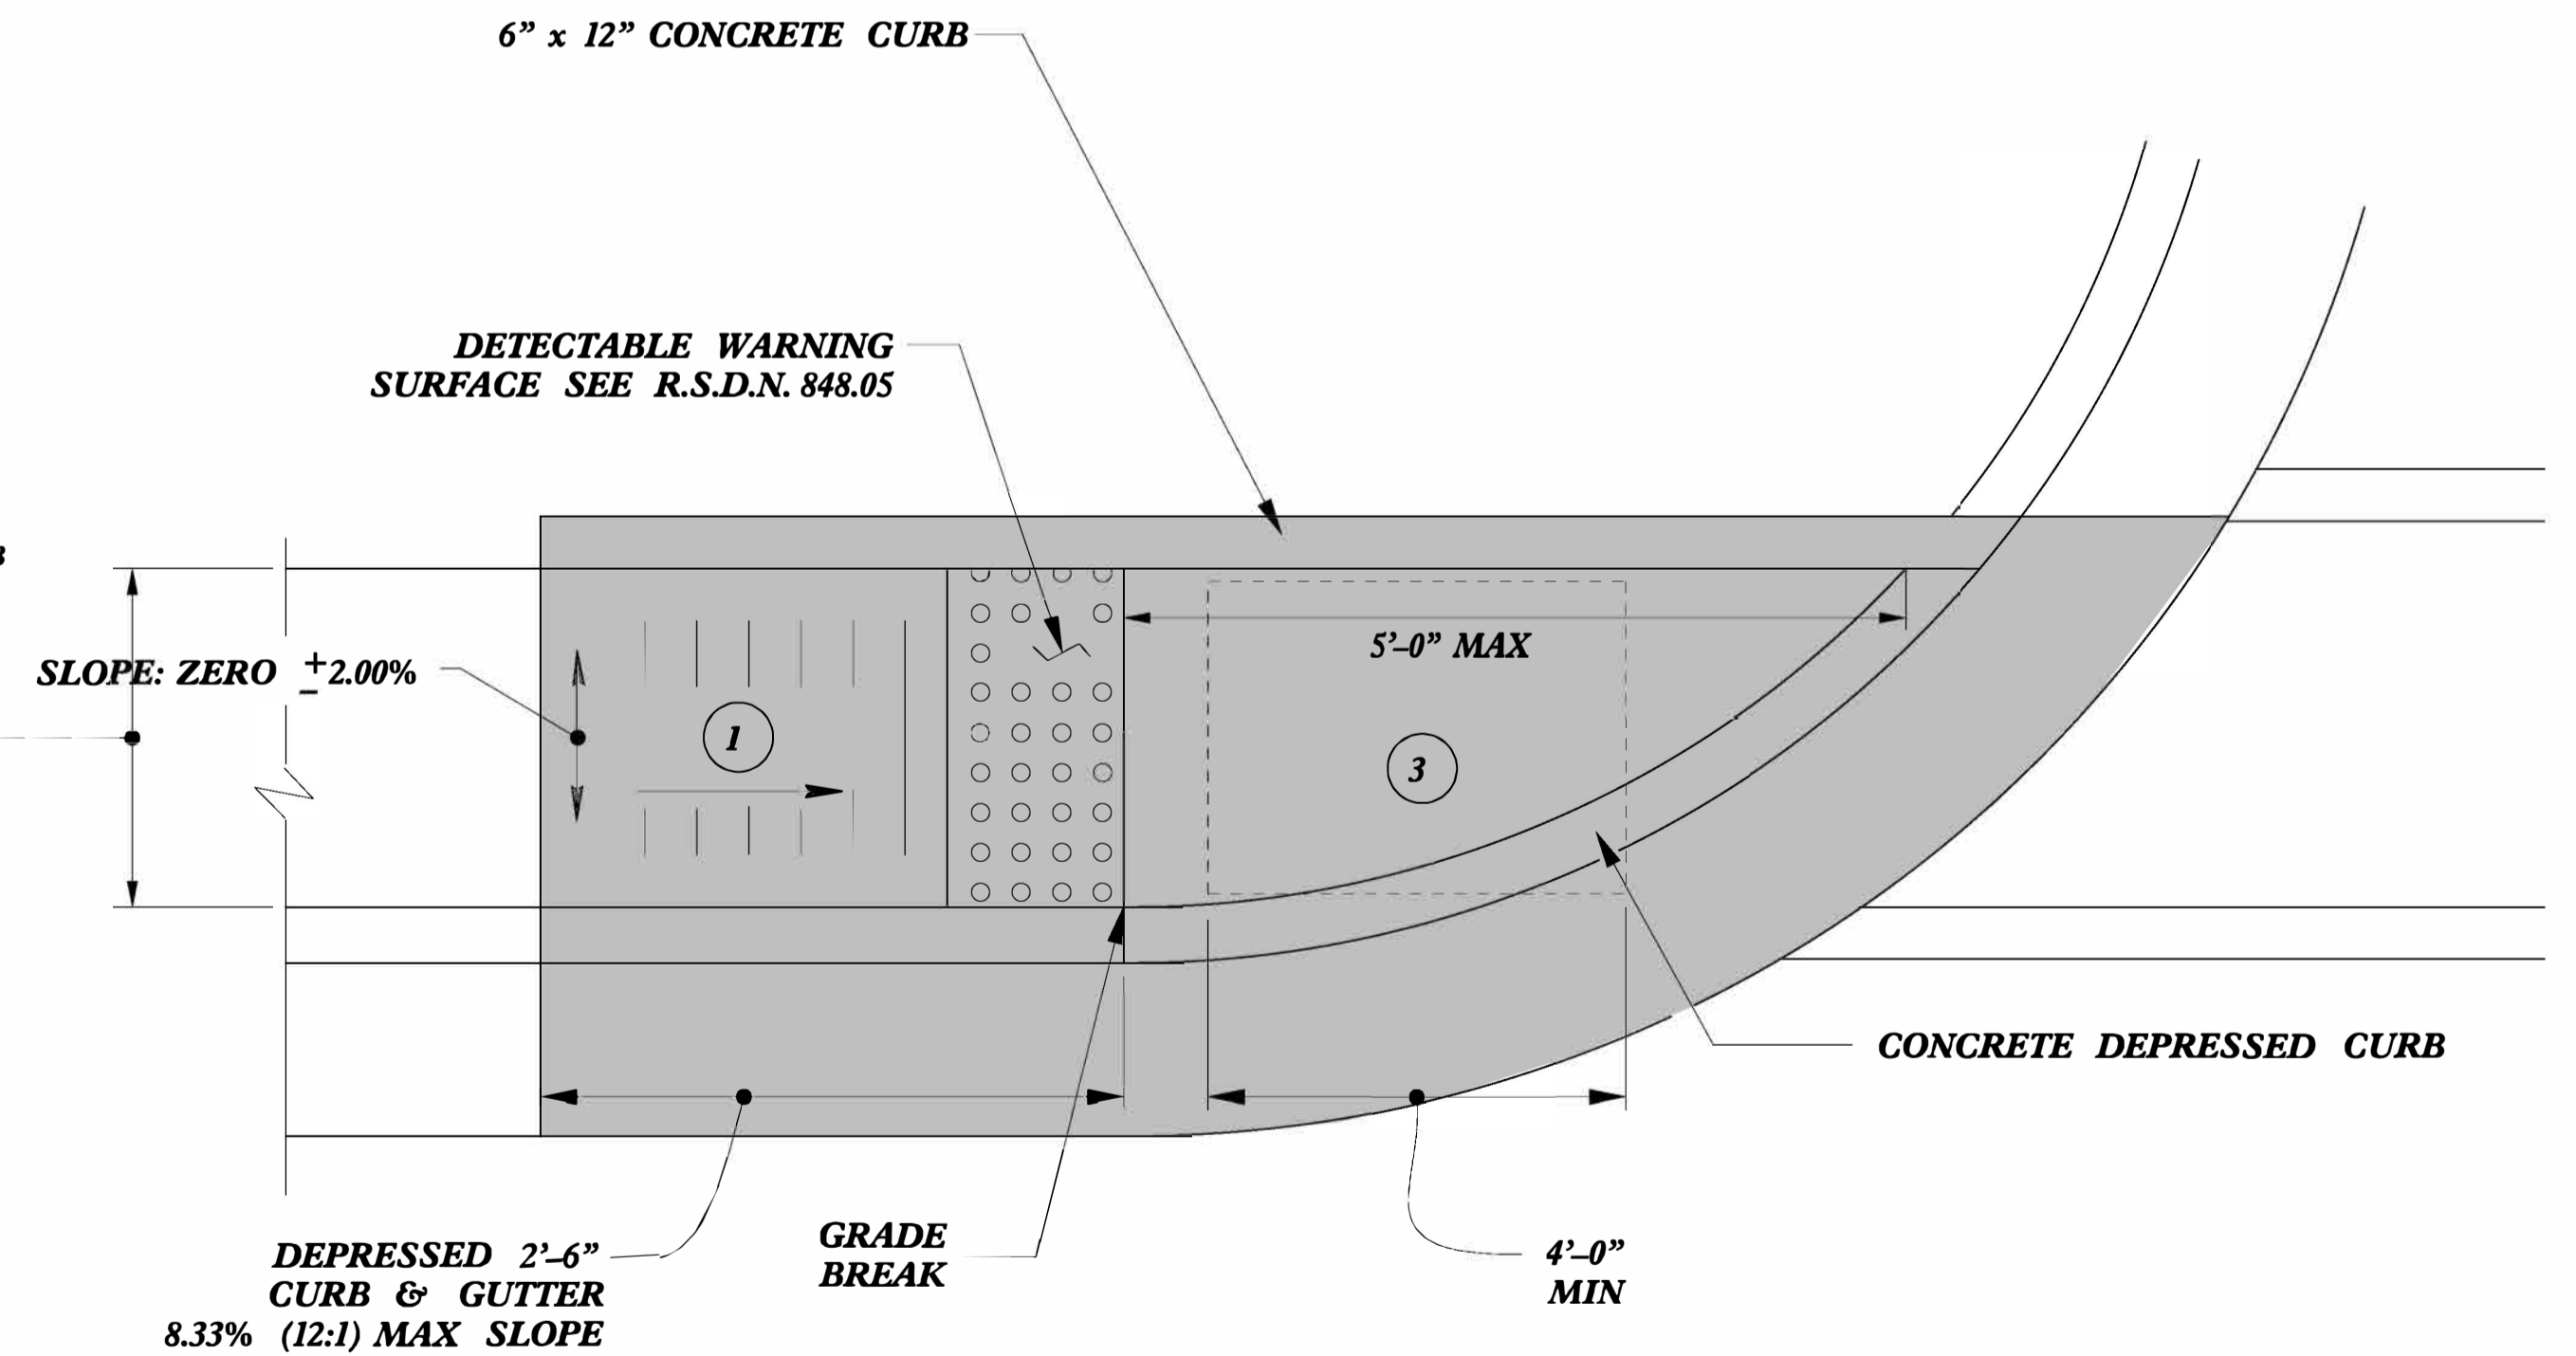 6” x 12” CONCRETE CURB
DETECTABLE WARNING
SURFACE SEE R.S.D.N. 848.05
SLOPE: ZERO ±2.00%
1
5’–0” MAX
3
CONCRETE DEPRESSED CURB
DEPRESSED 2’–6”
CURB & GUTTER
8.33% (12:1) MAX SLOPE
GRADE
BREAK
4’–0”
MIN